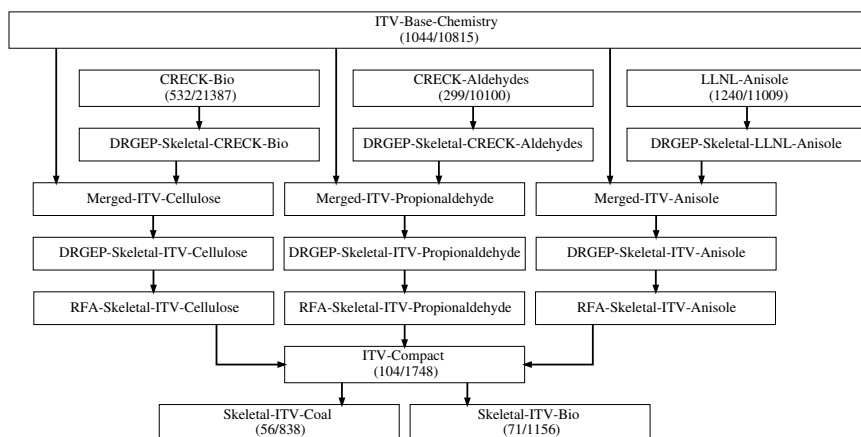 ITV-Base-Chemistry
(1044/10815)
CRECK-Bio
(532/21387)
CRECK-Aldehydes
(299/10100)
LLNL-Anisole
(1240/11009)
DRGEP-Skeletal-CRECK-Bio
DRGEP-Skeletal-CRECK-Aldehydes
DRGEP-Skeletal-LLNL-Anisole
Merged-ITV-Cellulose
Merged-ITV-Propionaldehyde
Merged-ITV-Anisole
DRGEP-Skeletal-ITV-Cellulose
DRGEP-Skeletal-ITV-Propionaldehyde
DRGEP-Skeletal-ITV-Anisole
RFA-Skeletal-ITV-Cellulose
RFA-Skeletal-ITV-Propionaldehyde
RFA-Skeletal-ITV-Anisole
ITV-Compact
(104/1748)
Skeletal-ITV-Coal
(56/838)
Skeletal-ITV-Bio
(71/1156)